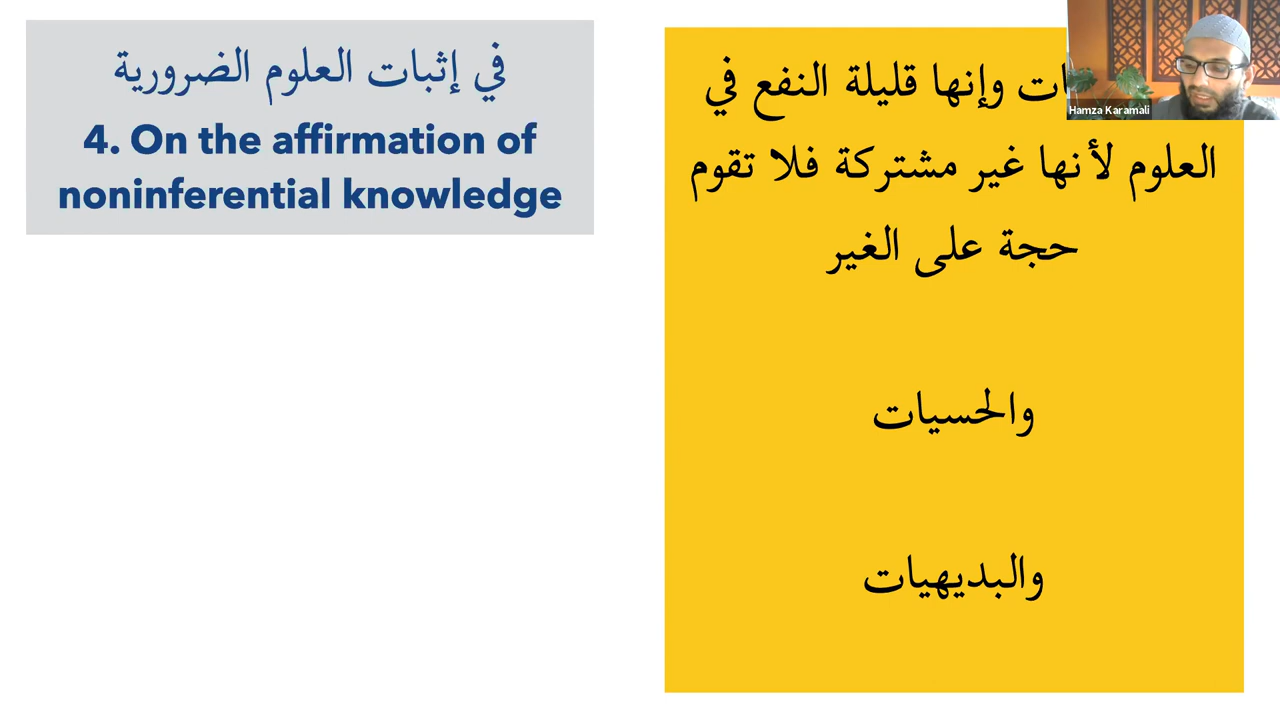 في إثبات العلوم الضرورية
4. On the affirmation of
noninferential knowledge
وإنها قليلة النفع في
العلوم لأنها غير مشتركة فلا تقوم
حجة على الغير
والحسيات
والبديهيات
Hamza Karamali